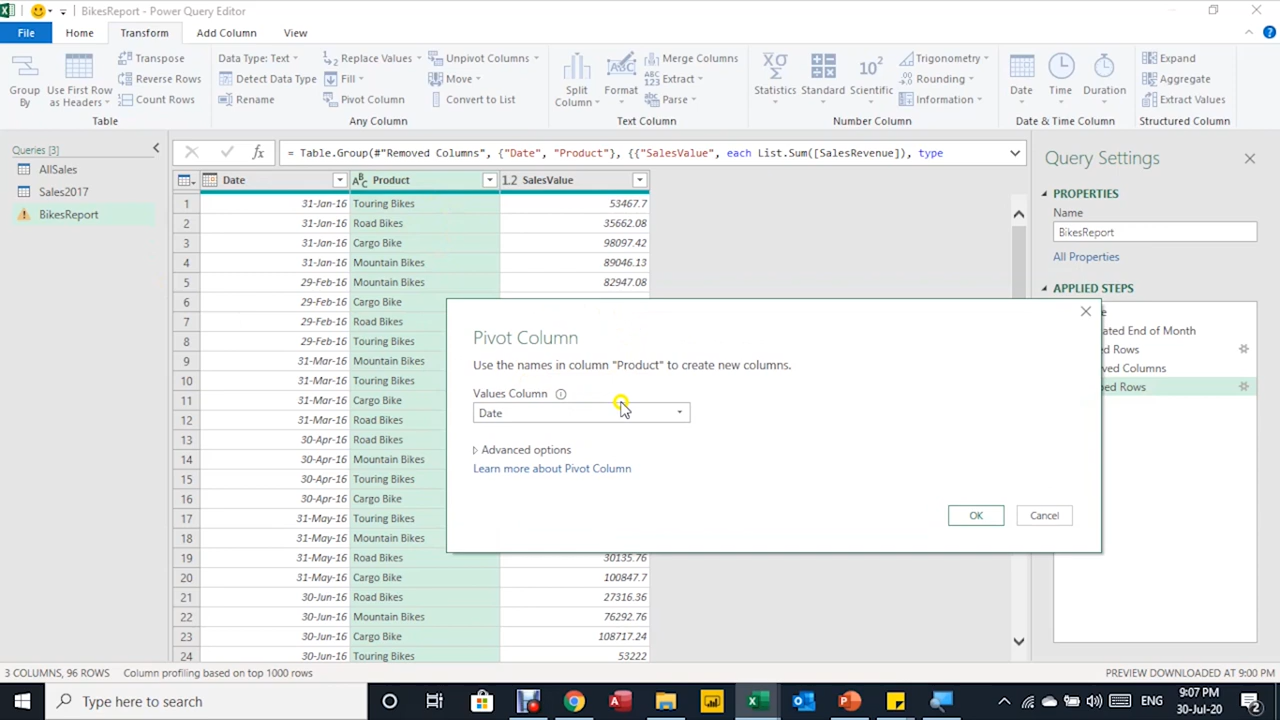 BikesReport - Power Query Editor
File
Home
Transform
Add Column
View
Group By
Use First Row as Headers
Transpose
Reverse Rows
Count Rows
Table
Data Type: Text
Detect Data Type
Rename
Replace Values
Fill
Pivot Column
Unpivot Columns
Move
Convert to List
Any Column
Split Column
Format
Merge Columns
Extract
Parse
Text Column
Statistics
Standard
Scientific
Trigonometry
Rounding
Information
Number Column
Date
Time
Duration
Date & Time Column
Expand
Aggregate
Extract Values
Structured Column
Queries [3]
AllSales
Sales2017
BikesReport
= Table.Group(#"Removed Columns", {"Date", "Product"}, {{"SalesValue", each List.Sum([SalesRevenue]), type
Date Product 1.2 SalesValue
1 31-Jan-16 Touring Bikes 53467.7
2 31-Jan-16 Road Bikes 35662.08
3 31-Jan-16 Cargo Bike 98097.42
4 31-Jan-16 Mountain Bikes 89046.13
5 29-Feb-16 Mountain Bikes 82947.08
6 29-Feb-16 Cargo Bike
7 29-Feb-16 Road Bikes
8 29-Feb-16 Touring Bikes
9 31-Mar-16 Mountain Bikes
10 31-Mar-16 Touring Bikes
11 31-Mar-16 Cargo Bike
12 31-Mar-16 Road Bikes
13 30-Apr-16 Road Bikes
14 30-Apr-16 Mountain Bikes
15 30-Apr-16 Touring Bikes
16 30-Apr-16 Cargo Bike
17 31-May-16 Touring Bikes
18 31-May-16 Mountain Bikes
19 31-May-16 Road Bikes 30135.76
20 31-May-16 Cargo Bike 100847.7
21 30-Jun-16 Road Bikes 27316.36
22 30-Jun-16 Mountain Bikes 76292.76
23 30-Jun-16 Cargo Bike 108717.24
24 30-Jun-16 Touring Bikes 53222
Pivot Column
Use the names in column "Product" to create new columns.
Values Column
Date
Advanced options
Learn more about Pivot Column
OK
Cancel
Query Settings
PROPERTIES
Name
BikesReport
All Properties
APPLIED STEPS
ated End of Month
ed Rows
oved Columns
ped Rows
3 COLUMNS, 96 ROWS
Column profiling based on top 1000 rows
PREVIEW DOWNLOADED AT 9:00 PM
Type here to search
ENG
9:07 PM
30-Jul-20
2